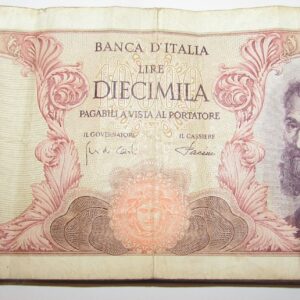 BANCA D'ITALIA
LIRE
DIECIMILA
PAGABILI A VISTA AL PORTATORE
IL GOVERNATORE IL CASSIERE